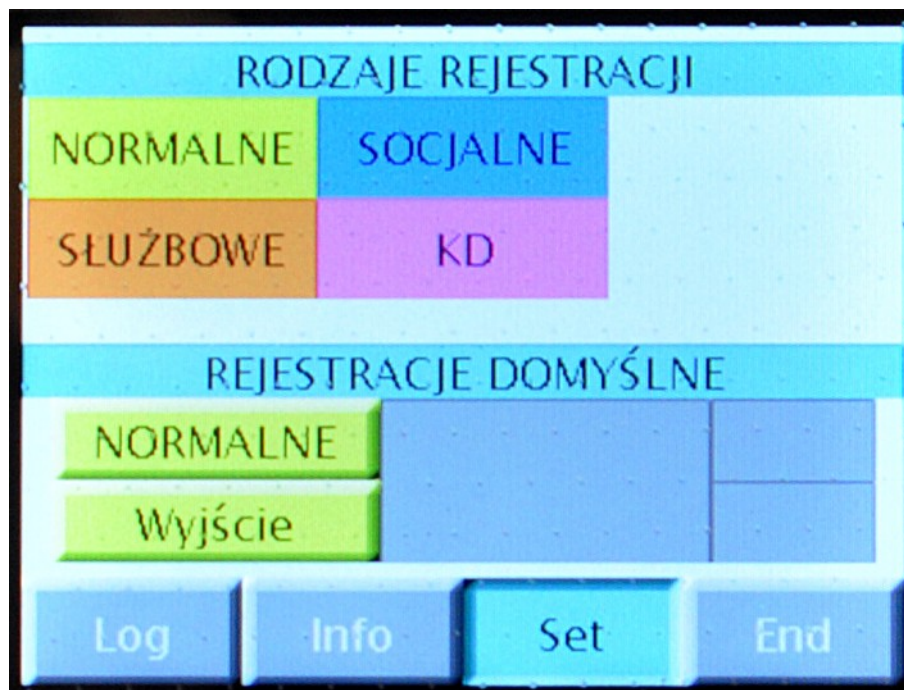 RODZAJE REJESTRACJI
NORMALNE SOCJALNE
SŁUŻBOWE KD
REJESTRACJE DOMYŚLNE
NORMALNE
Wyjście
Log Info Set End